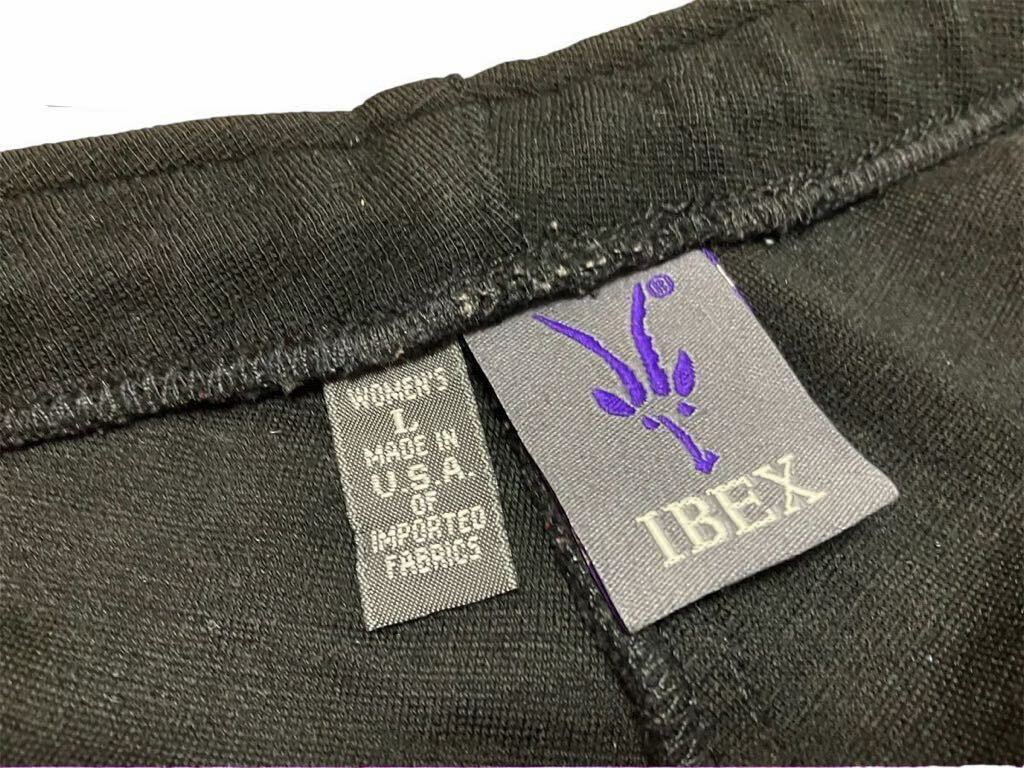 WOMEN'S
L
MADE IN
U.S.A.
OF
IMPORTED
FABRICS
®
IBEX